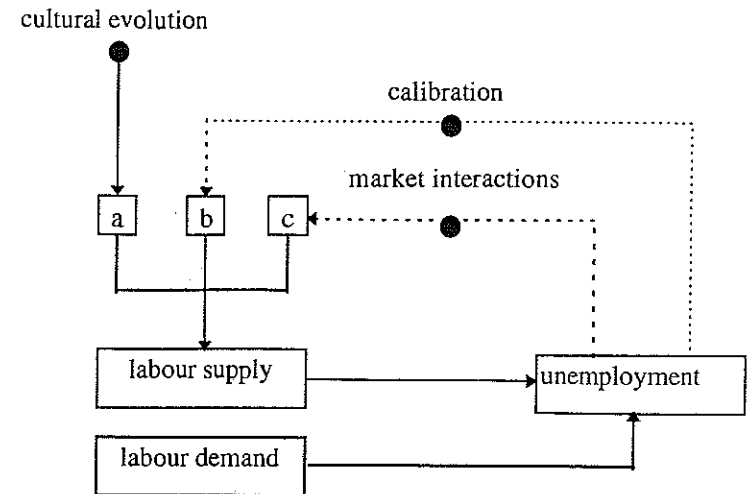 cultural evolution
calibration
market interactions
a b c
labour supply
unemployment
labour demand